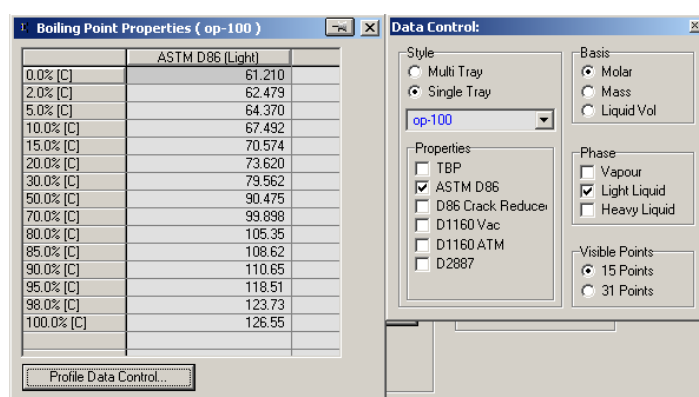 Boiling Point Properties ( op-100 )
ASTM D86 (Light)
0.0% [C] 61.210
2.0% [C] 62.479
5.0% [C] 64.370
10.0% [C] 67.492
15.0% [C] 70.574
20.0% [C] 73.620
30.0% [C] 79.562
50.0% [C] 90.475
70.0% [C] 99.898
80.0% [C] 105.35
85.0% [C] 108.62
90.0% [C] 110.65
95.0% [C] 118.51
98.0% [C] 123.73
100.0% [C] 126.55
Profile Data Control...
Data Control:
Style
Multi Tray
Single Tray
op-100
Properties
TBP
ASTM D86
D86 Crack Reduce
D1160 Vac
D1160 ATM
D2887
Basis
Molar
Mass
Liquid Vol
Phase
Vapour
Light Liquid
Heavy Liquid
Visible Points
15 Points
31 Points